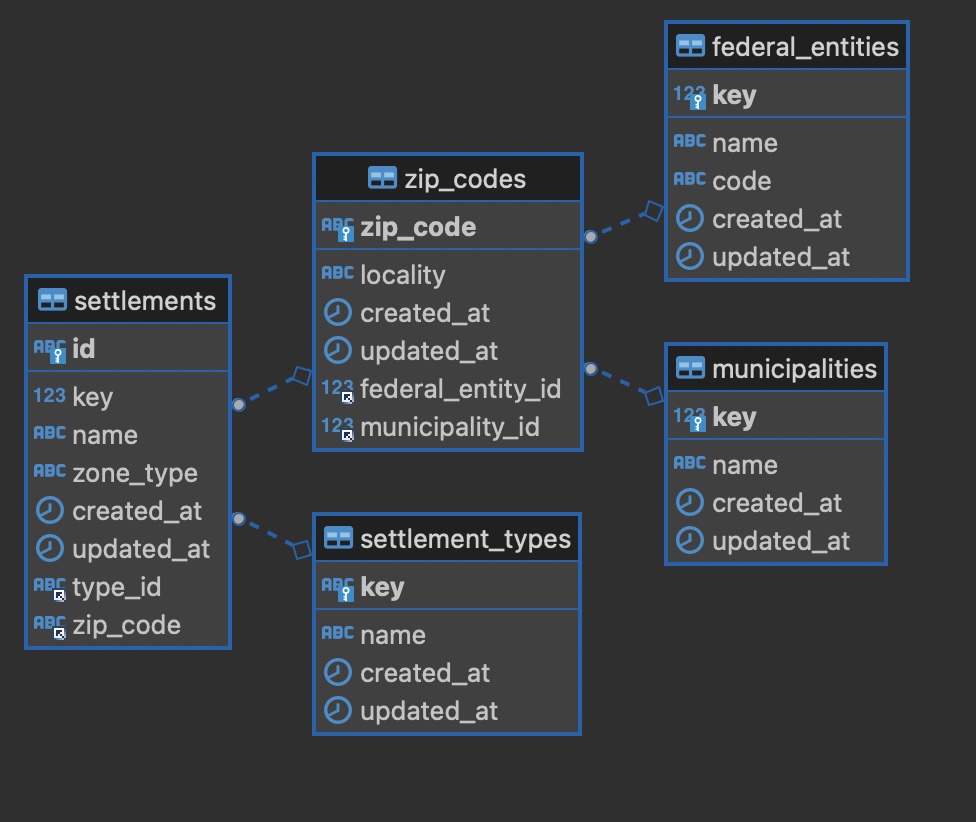 settlements
ABC id
123 key
ABC name
ABC zone_type
created_at
updated_at
ABC type_id
ABC zip_code
zip_codes
ABC zip_code
ABC locality
created_at
updated_at
123 federal_entity_id
123 municipality_id
settlement_types
ABC key
ABC name
created_at
updated_at
federal_entities
123 key
ABC name
ABC code
created_at
updated_at
municipalities
123 key
ABC name
created_at
updated_at